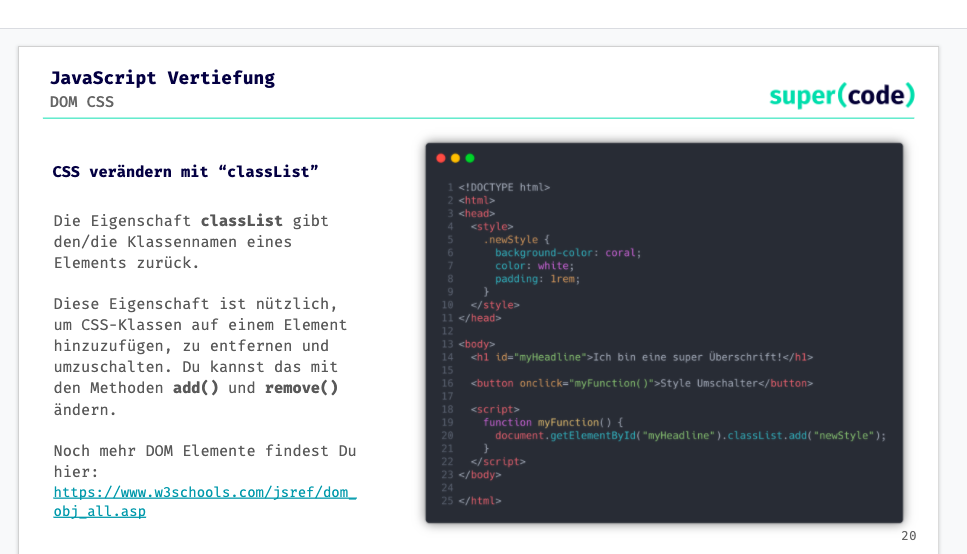 JavaScript Vertiefung
DOM CSS
super(code)
CSS verändern mit “classList”
Die Eigenschaft classList gibt
den/die Klassennamen eines
Elements zurück.
Diese Eigenschaft ist nützlich,
um CSS-Klassen auf einem Element
hinzuzufügen, zu entfernen und
umzuschalten. Du kannst das mit
den Methoden add() und remove()
ändern.
Noch mehr DOM Elemente findest Du
hier:
https://www.w3schools.com/jsref/dom_
obj_all.asp
1 <!DOCTYPE html>
2 <html>
3 <head>
4   <style>
5     .newStyle {
6       background-color: coral;
7       color: white;
8       padding: 1rem;
9     }
10   </style>
11 </head>
12
13 <body>
14   <h1 id="myHeadline">Ich bin eine super Überschrift!</h1>
15
16   <button onclick="myFunction()">Style Umschalter</button>
17
18   <script>
19     function myFunction() {
20       document.getElementById("myHeadline").classList.add("newStyle");
21     }
22   </script>
23 </body>
24
25 </html>
20